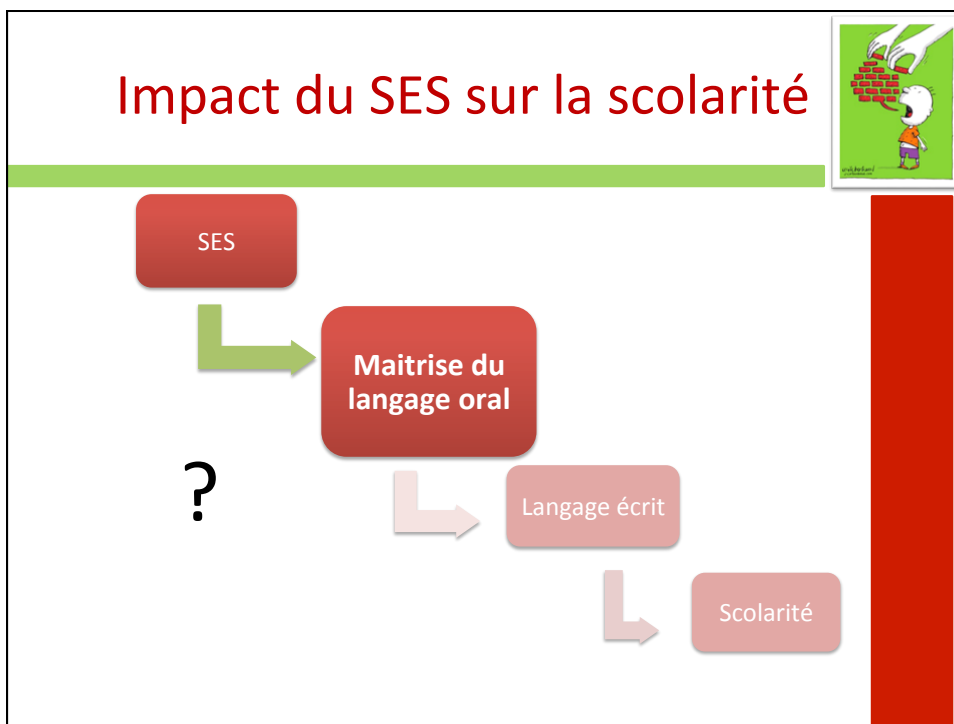 Impact du SES sur la scolarité
SES
Maitrise du
langage oral
?
Langage écrit
Scolarité